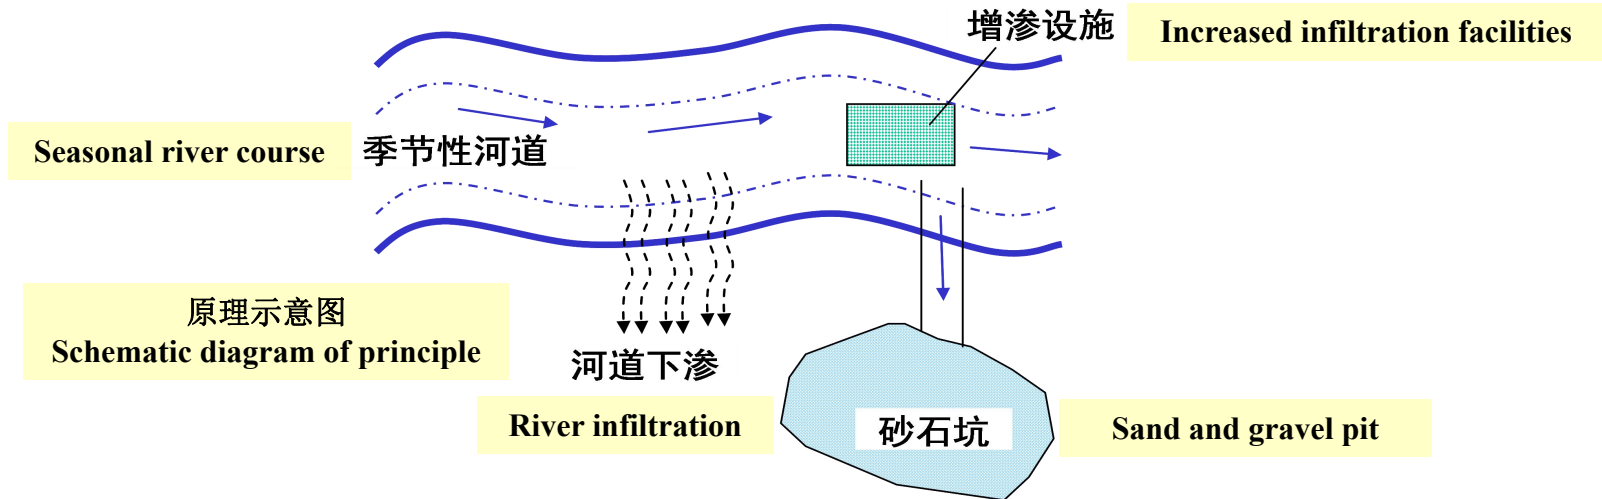 增渗设施
Increased infiltration facilities
Seasonal river course
季节性河道
原理示意图
Schematic diagram of principle
河道下渗
River infiltration
砂石坑
Sand and gravel pit